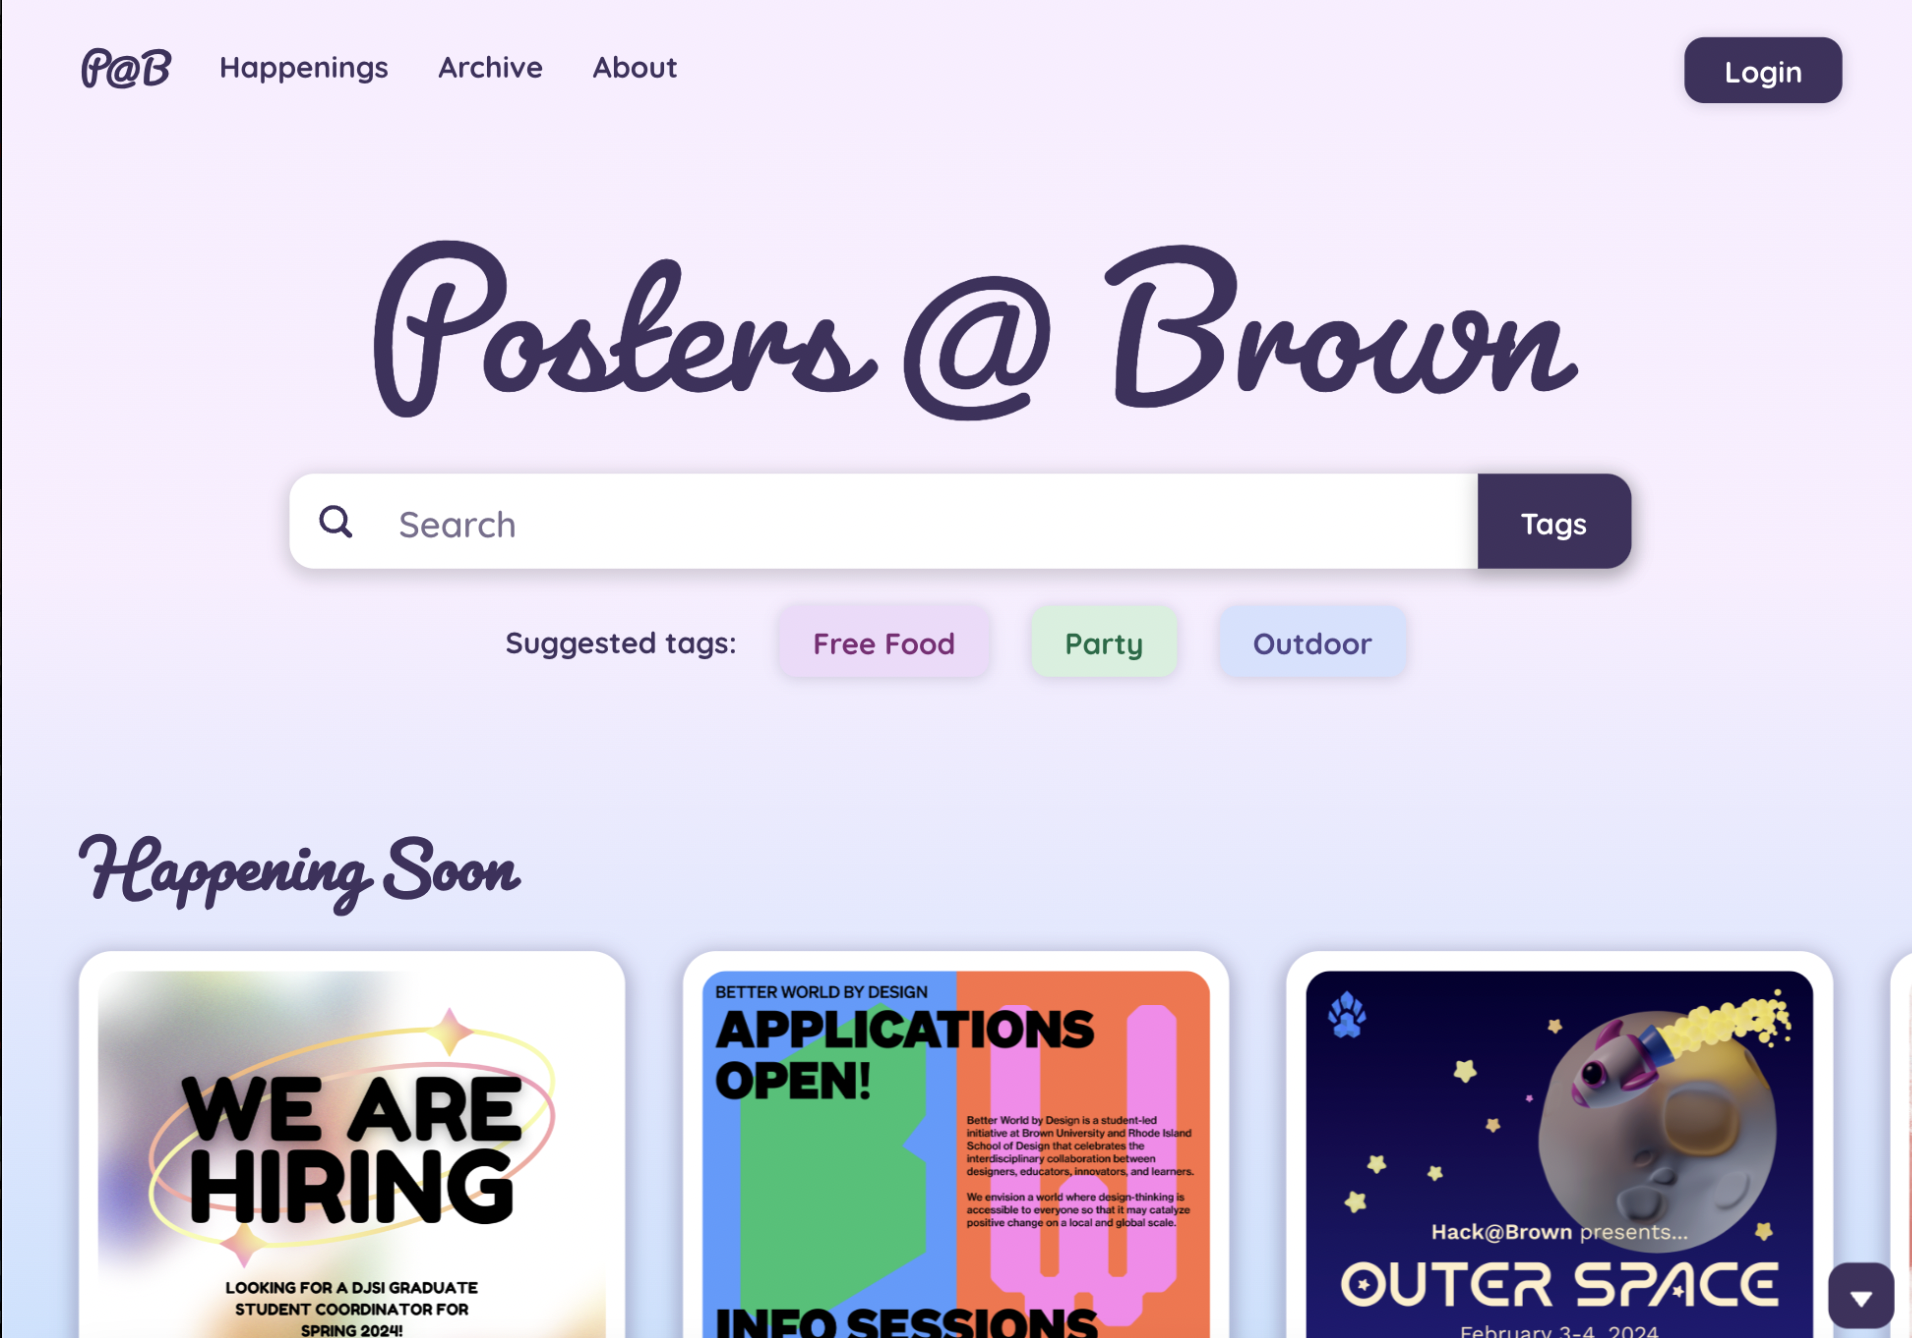 P@B Happenings Archive About Login
Posters @ Brown
Search Tags
Suggested tags: Free Food Party Outdoor
Happening Soon
WE ARE
HIRING
LOOKING FOR A DJSI GRADUATE
STUDENT COORDINATOR FOR
SPRING 2024!
BETTER WORLD BY DESIGN
APPLICATIONS
OPEN!
Better World by Design is a student-led
initiative at Brown University and Rhode Island
School of Design that celebrates the
interdisciplinary collaboration between
designers, educators, innovators, and learners.
We envision a world where design-thinking is
accessible to everyone so that it may catalyze
positive change on a local and global scale.
INFO SESSIONS
Hack@Brown presents...
OUTER SPACE
February 3-4, 2024